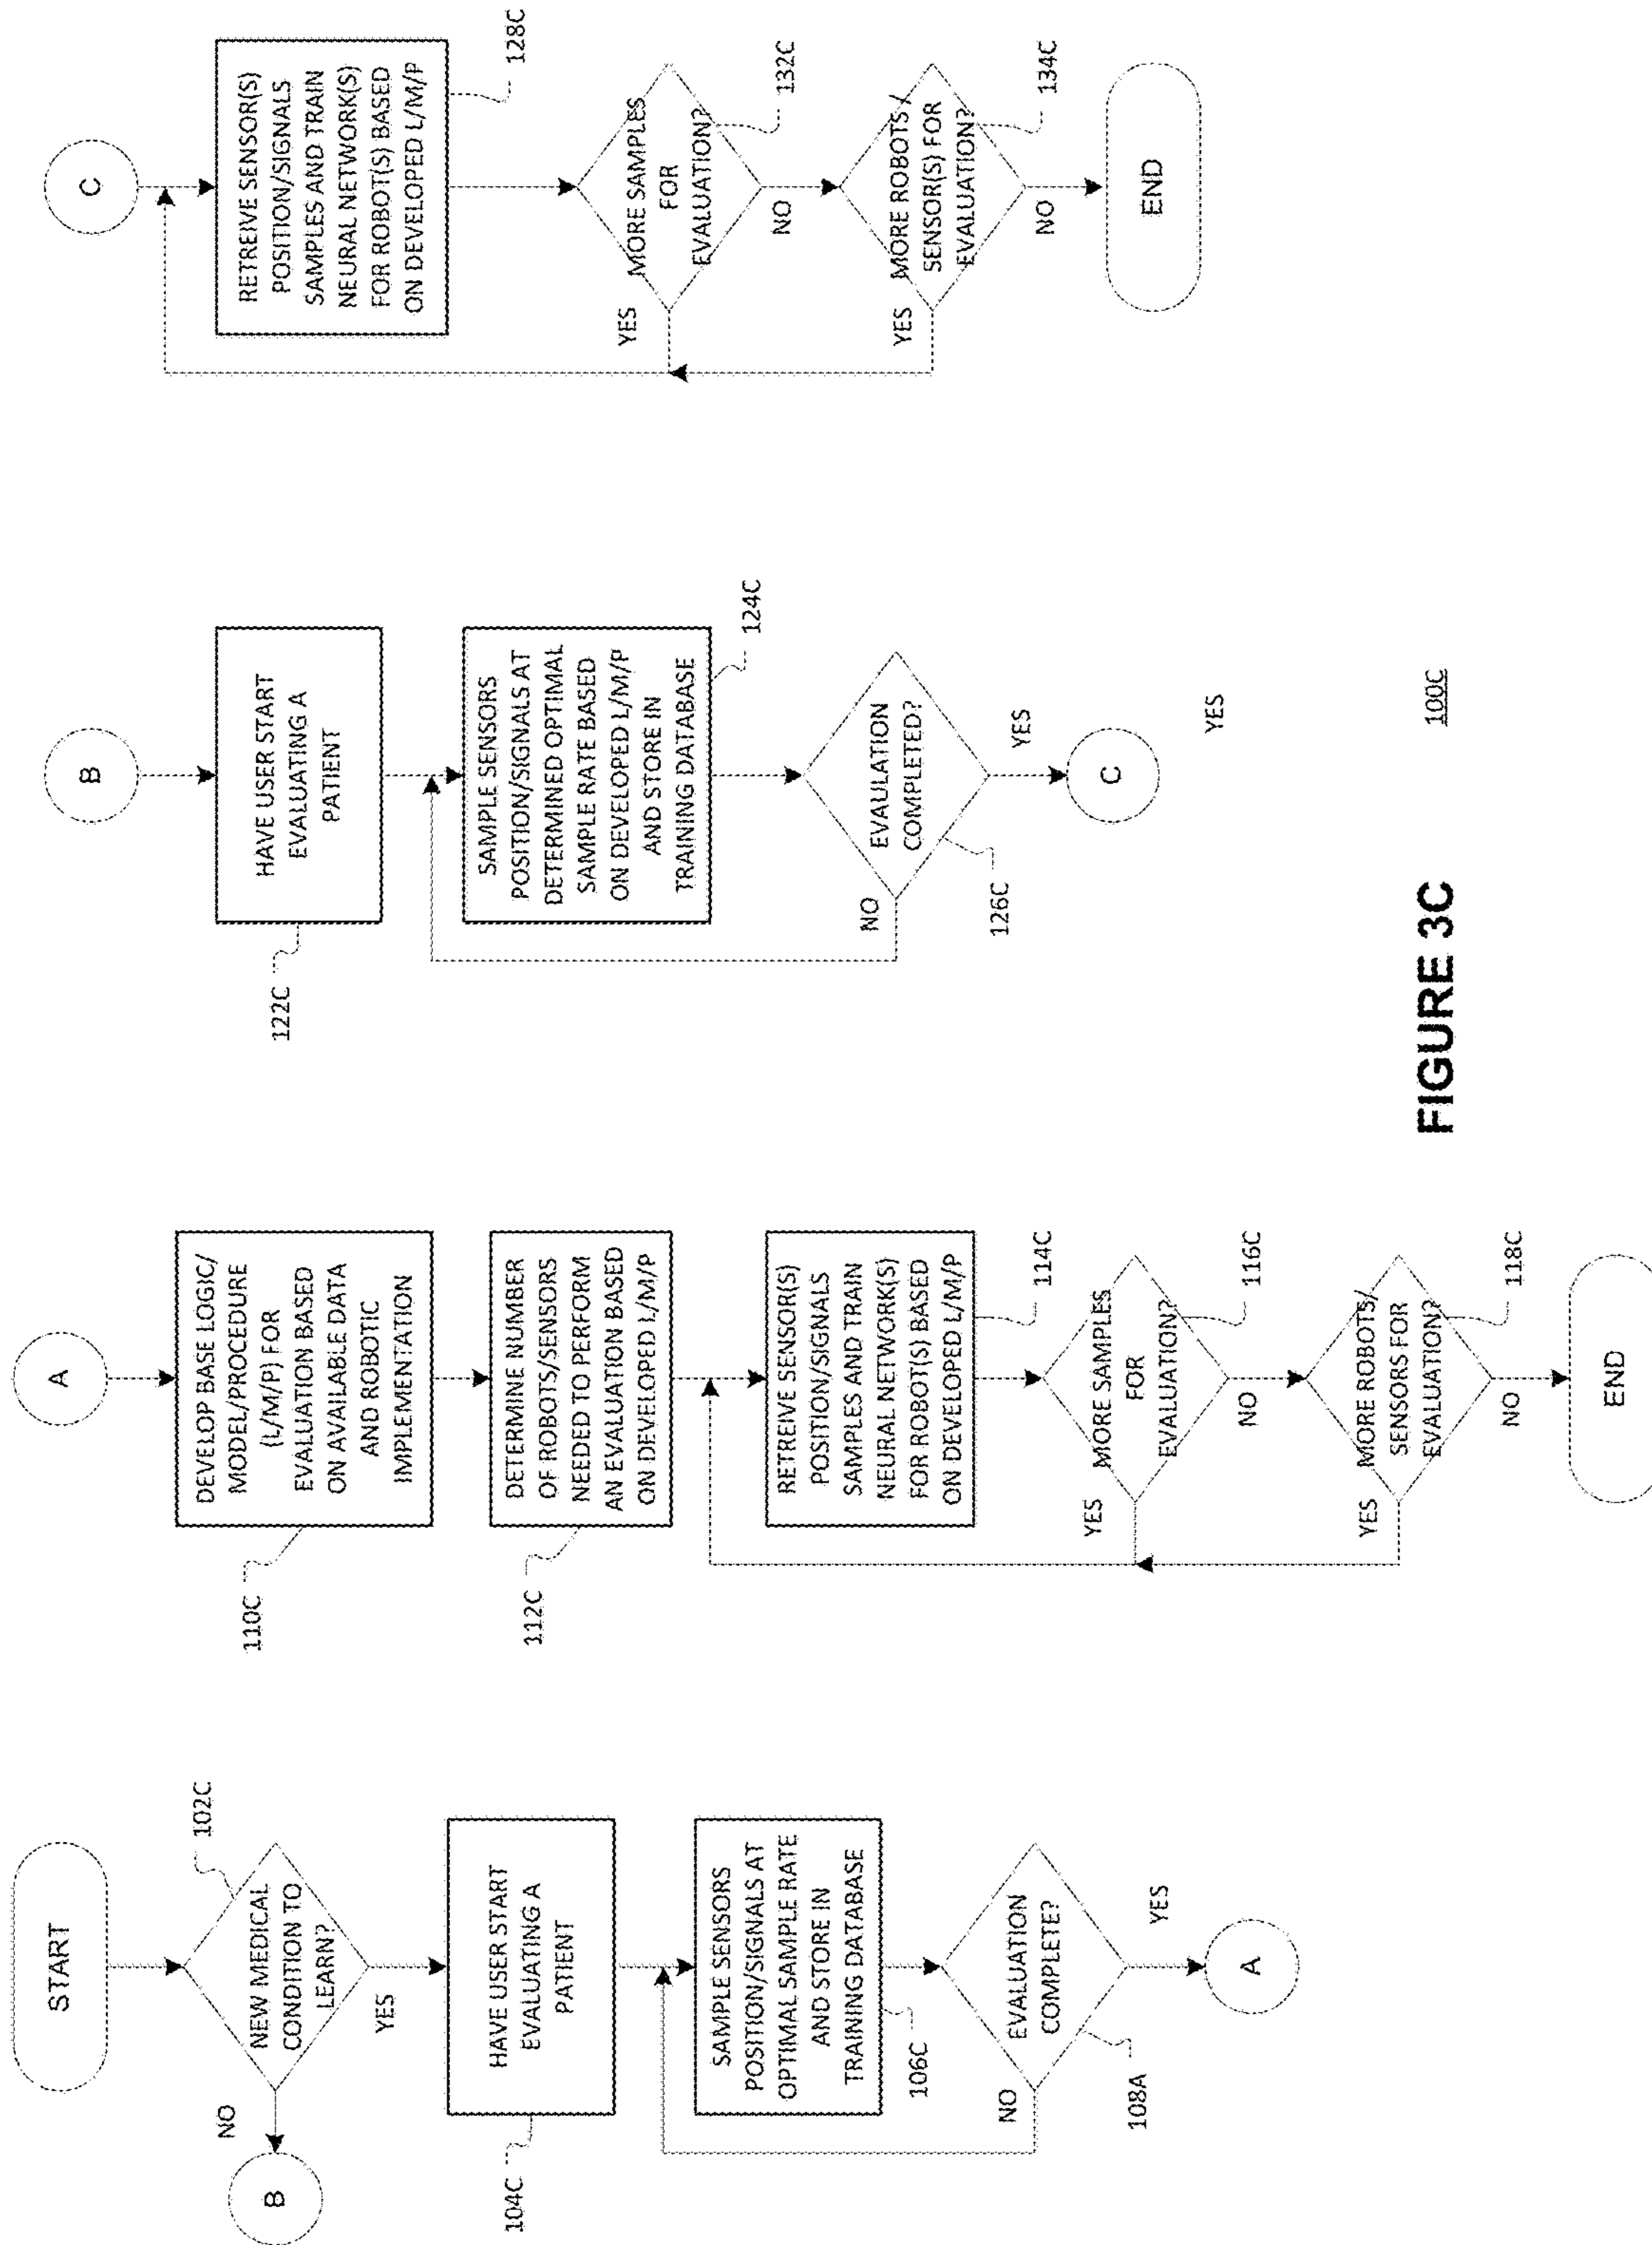 START
NEW MEDICAL
CONDITION TO
LEARN?
102C
NO
B
YES
HAVE USER START
EVALUATING A
PATIENT
104C
SAMPLE SENSORS
POSITION/SIGNALS AT
OPTIMAL SAMPLE RATE
AND STORE IN
TRAINING DATABASE
106C
EVALUATION
COMPLETE?
108A
NO
YES
A
A
DEVELOP BASE LOGIC/
MODEL/PROCEDURE
(L/M/P) FOR
EVALUATION BASED
ON AVAILABLE DATA
AND ROBOTIC
IMPLEMENTATION
110C
DETERMINE NUMBER
OF ROBOTS/SENSORS
NEEDED TO PERFORM
AN EVALUATION BASED
ON DEVELOPED L/M/P
112C
RETREIVE SENSOR(S)
POSITION/SIGNALS
SAMPLES AND TRAIN
NEURAL NETWORK(S)
FOR ROBOT(S) BASED
ON DEVELOPED L/M/P
114C
MORE SAMPLES
FOR
EVALUATION?
116C
YES
NO
MORE ROBOTS/
SENSORS FOR
EVALUATION?
118C
YES
NO
END
B
HAVE USER START
EVALUATING A
PATIENT
122C
SAMPLE SENSORS
POSITION/SIGNALS AT
DETERMINED OPTIMAL
SAMPLE RATE BASED
ON DEVELOPED L/M/P
AND STORE IN
TRAINING DATABASE
124C
EVAULATION
COMPLETED?
126C
NO
YES
C
YES
C
RETREIVE SENSOR(S)
POSITION/SIGNALS
SAMPLES AND TRAIN
NEURAL NETWORK(S)
FOR ROBOT(S) BASED
ON DEVELOPED L/M/P
128C
MORE SAMPLES
FOR
EVALUATION?
132C
YES
NO
MORE ROBOTS /
SENSOR(S) FOR
EVALUATION?
134C
YES
NO
END
100C
FIGURE 3C